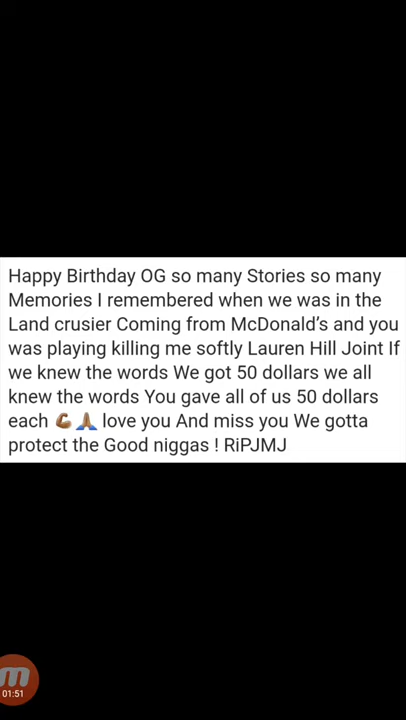 Happy Birthday OG so many Stories so many
Memories I remembered when we was in the
Land crusier Coming from McDonald's and you
was playing killing me softly Lauren Hill Joint If
we knew the words We got 50 dollars we all
knew the words You gave all of us 50 dollars
each 💪🏾🙏🏾 love you And miss you We gotta
protect the Good niggas ! RiPJMJ
01:51